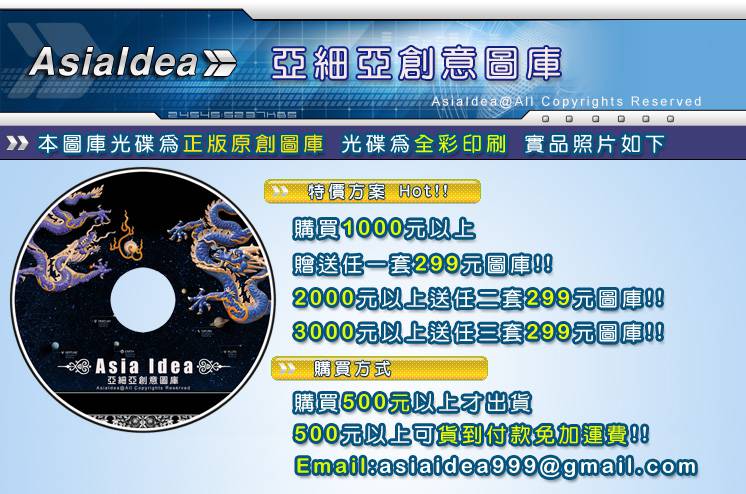 AsiaIdea
亞細亞創意圖庫
AsiaIdea@All Copyrights Reserved
24545:5237HBS
本圖庫光碟為正版原創圖庫 光碟為全彩印刷 實品照片如下
特價方案 Hot!!
購買1000元以上
贈送任一套299元圖庫!!
2000元以上送任二套299元圖庫!!
3000元以上送任三套299元圖庫!!
購買方式
購買500元以上才出貨
500元以上可貨到付款免加運費!!
Email:asiaidea999@gmail.com
Asia Idea
亞細亞創意圖庫
AsiaIdea@All Copyrights Reserved